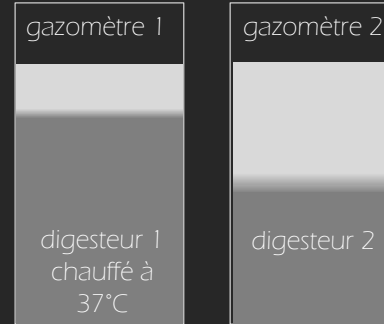 gazomètre 1
gazomètre 2
digesteur 1
chauffé à
37°C
digesteur 2